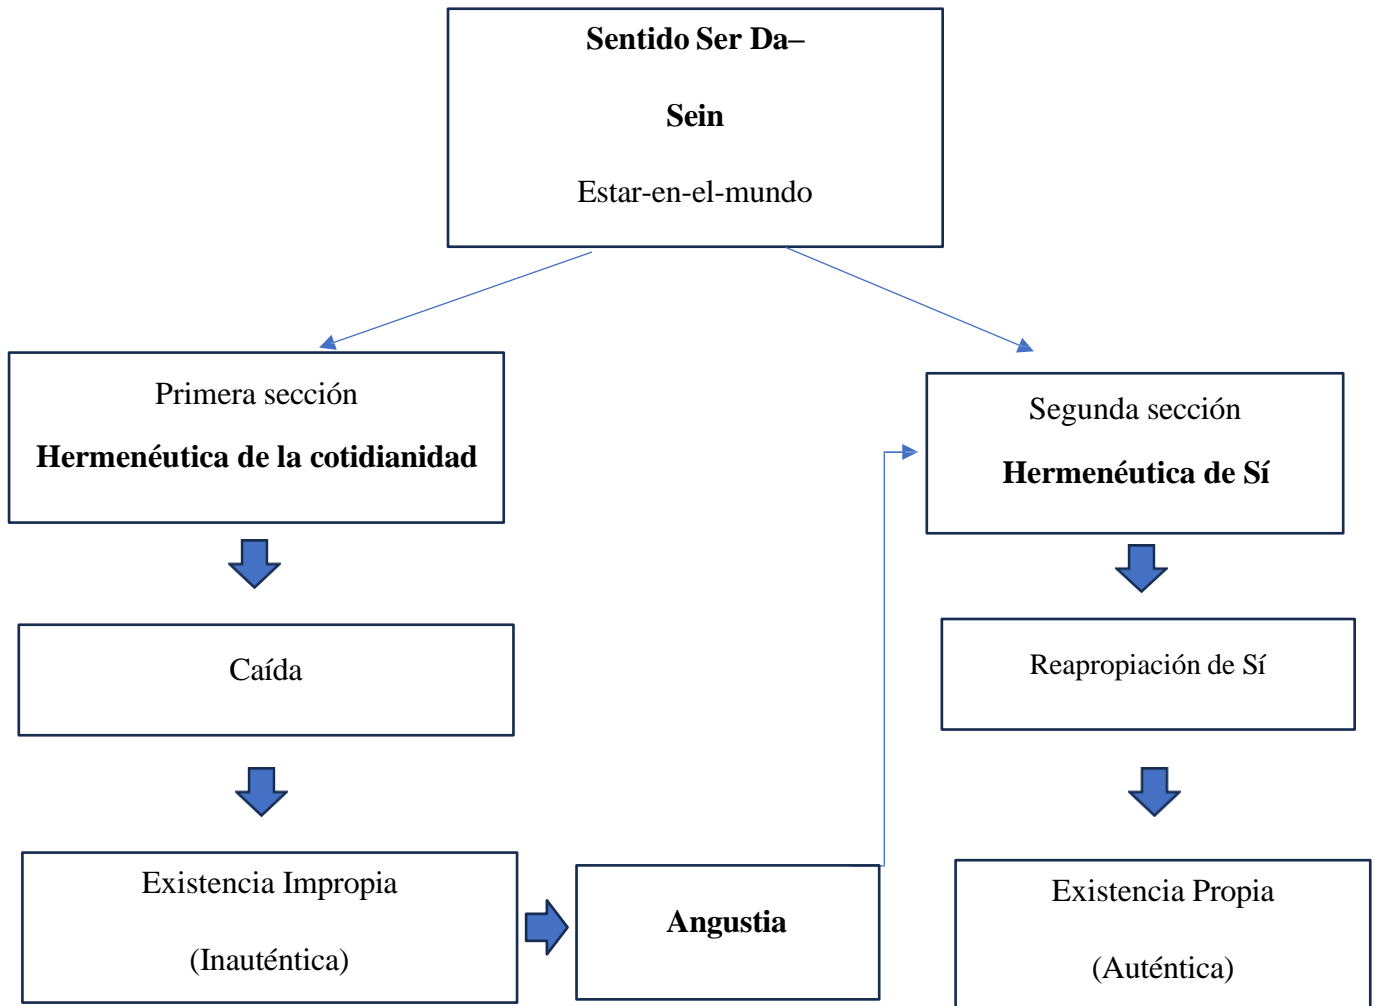 Sentido Ser Da–
Sein
Estar-en-el-mundo
Primera sección
Hermenéutica de la cotidianidad
Segunda sección
Hermenéutica de Sí
Caída
Reapropiación de Sí
Existencia Impropia
(Inauténtica)
Angustia
Existencia Propia
(Auténtica)